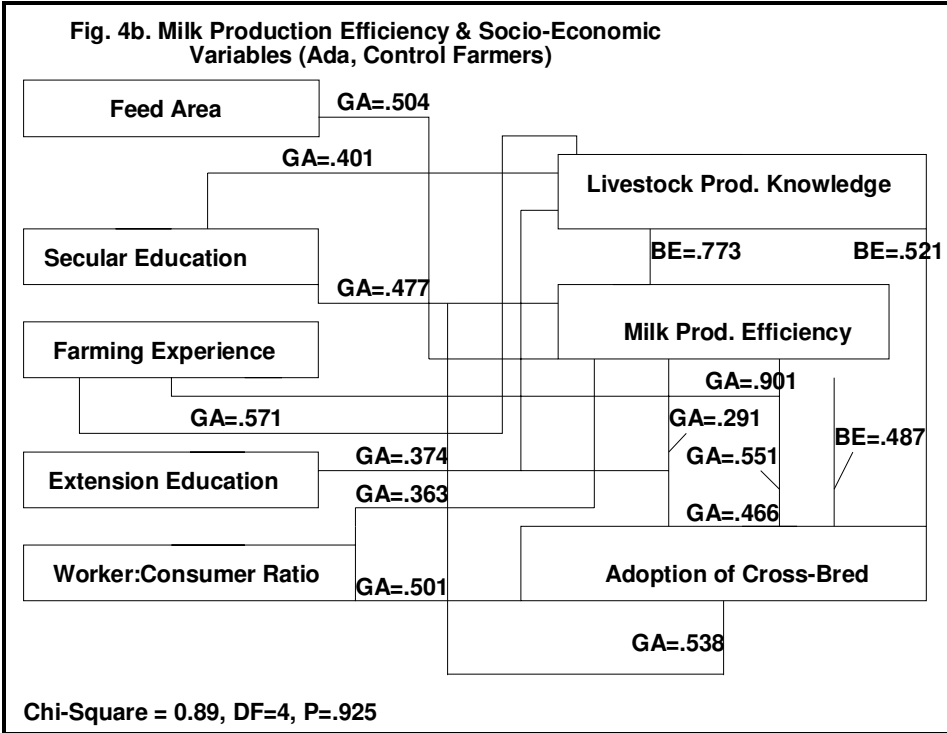 Fig. 4b. Milk Production Efficiency & Socio-Economic
Variables (Ada, Control Farmers)
GA=.504
Feed Area
GA=.401
Livestock Prod. Knowledge
Secular Education
BE=.773
BE=.521
GA=.477
Milk Prod. Efficiency
Farming Experience
GA=.901
GA=.571
GA=.291
BE=.487
GA=.374
GA=.551
Extension Education
GA=.363
GA=.466
Worker:Consumer Ratio
GA=.501
Adoption of Cross-Bred
GA=.538
Chi-Square = 0.89, DF=4, P=.925